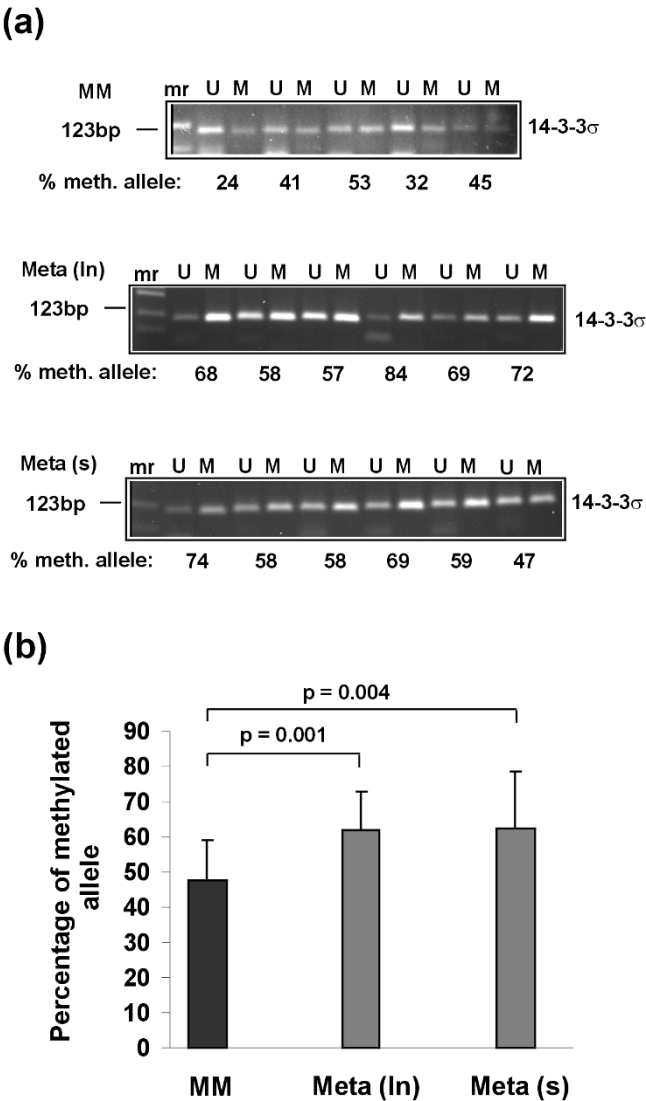 (a)
MM mr U M U M U M U M U M
123bp 14-3-3σ
% meth. allele: 24 41 53 32 45
Meta (ln) mr U M U M U M U M U M U M
123bp 14-3-3σ
% meth. allele: 68 58 57 84 69 72
Meta (s) mr U M U M U M U M U M U M
123bp 14-3-3σ
% meth. allele: 74 58 58 69 59 47
(b)
p = 0.004
p = 0.001
Percentage of methylated
allele
90
80
70
60
50
40
30
20
10
0
MM Meta (ln) Meta (s)